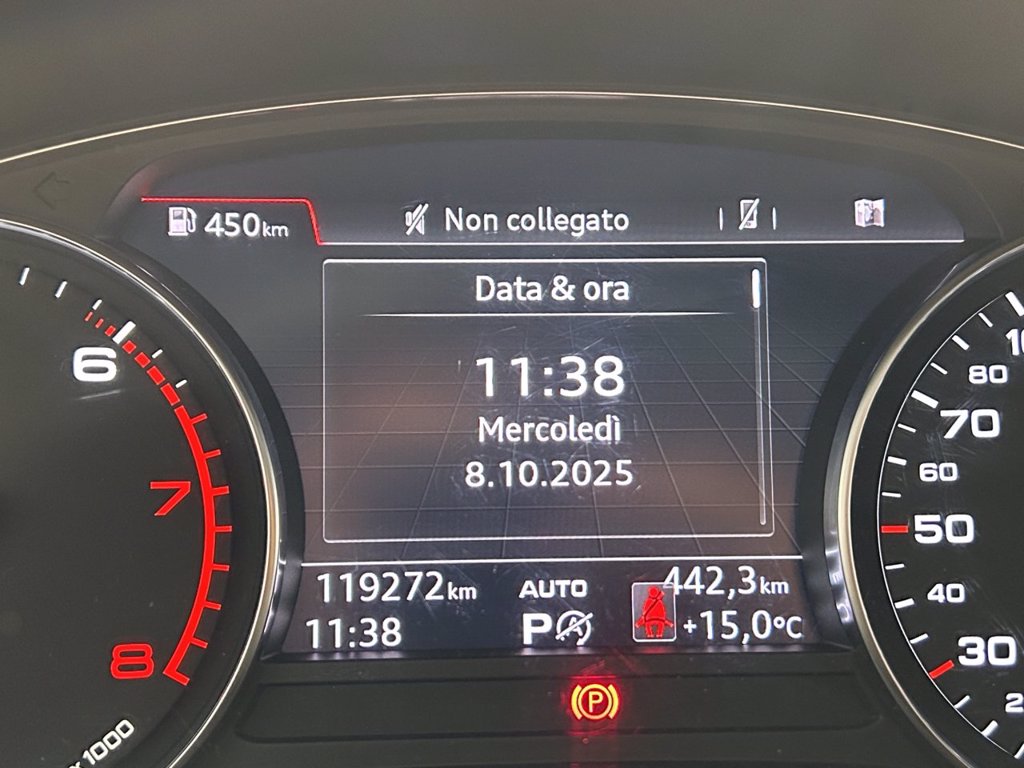 450km
Non collegato
Data & ora
11:38
Mercoledì
8.10.2025
119272km
AUTO
442,3km
11:38
P
+15,0°C
P
6
7
8
x 1000
80
70
60
50
40
30